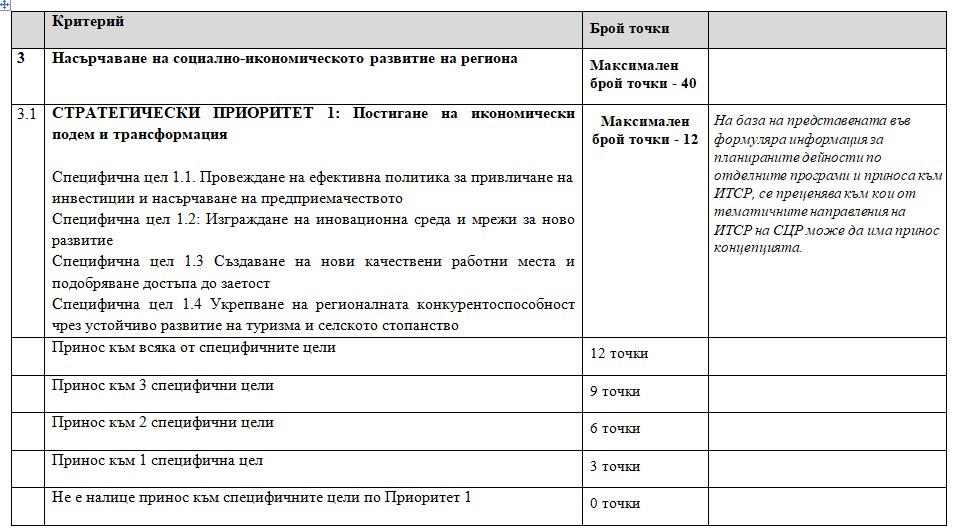 Критерий
Брой точки
3
Насърчаване на социално-икономическото развитие на региона
Максимален
брой точки - 40
3.1
СТРАТЕГИЧЕСКИ ПРИОРИТЕТ 1: Постигане на икономически
подем и трансформация
Специфична цел 1.1. Провеждане на ефективна политика за привличане на
инвестиции и насърчаване на предприемачеството
Специфична цел 1.2: Изграждане на иновационна среда и мрежи за ново
развитие
Специфична цел 1.3 Създаване на нови качествени работни места и
подобряване достъпа до заетост
Специфична цел 1.4 Укрепване на регионалната конкурентоспособност
чрез устойчиво развитие на туризма и селското стопанство
Максимален
брой точки - 12
На база на представената във
формуляра информация за
планираните дейности по
отделните програми и приноса към
ИТСР, се преценява към кои от
тематичните направления на
ИТСР на СЦР може да има принос
концепцията.
Принос към всяка от специфичните цели
12 точки
Принос към 3 специфични цели
9 точки
Принос към 2 специфични цели
6 точки
Принос към 1 специфична цел
3 точки
Не е налице принос към специфичните цели по Приоритет 1
0 точки